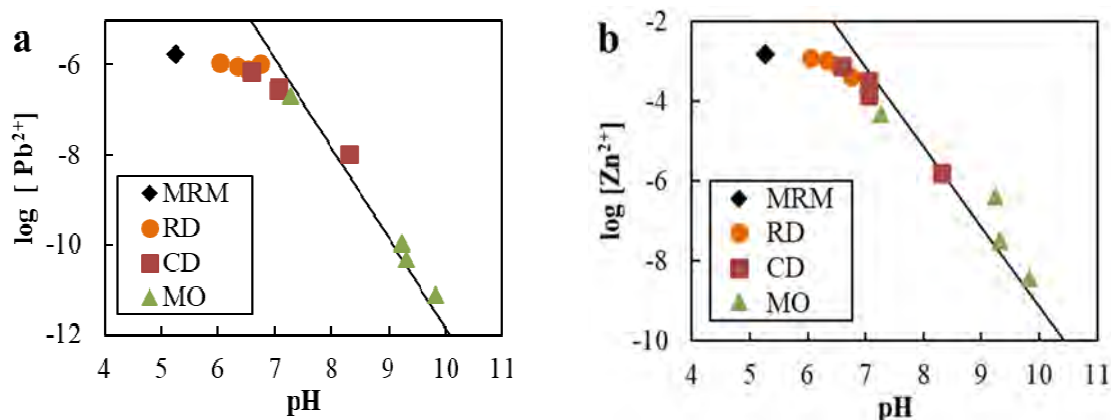 a
-6
-8
-10
-12
log [ Pb²⁺]
MRM
RD
CD
MO
4 5 6 7 8 9 10 11
pH
b
-2
-4
-6
-8
-10
log [Zn²⁺]
MRM
RD
CD
MO
4 5 6 7 8 9 10 11
pH